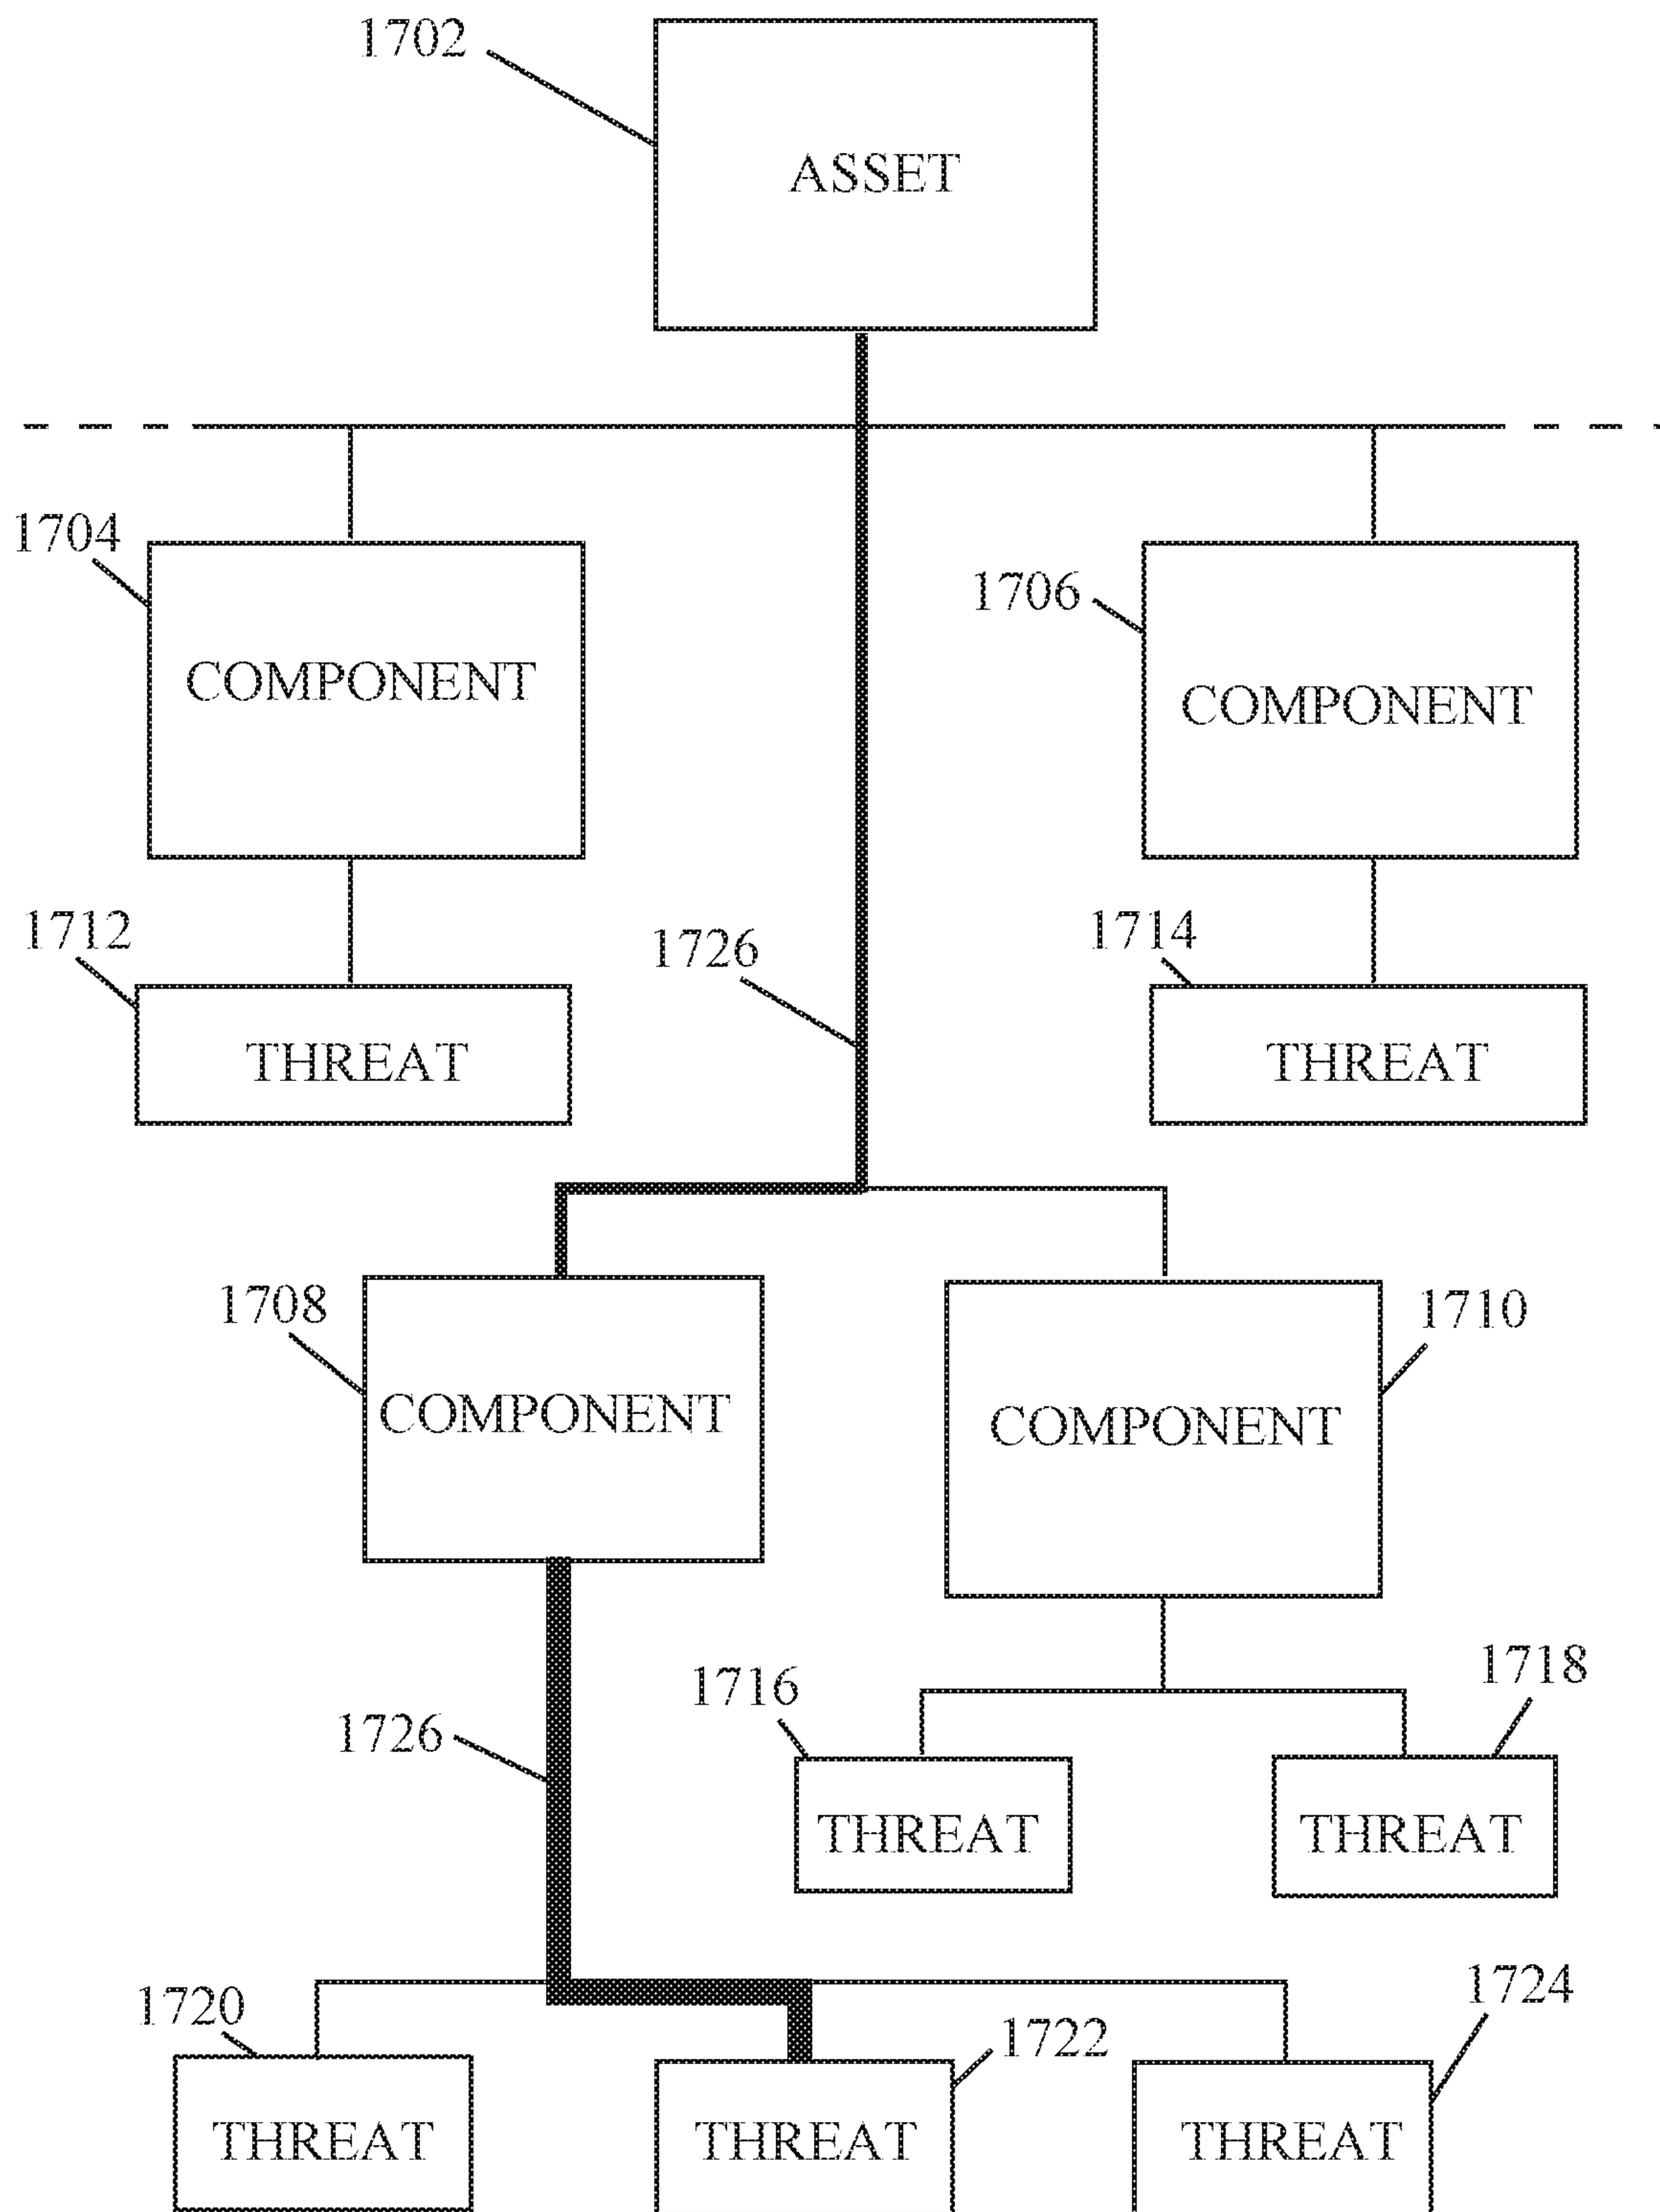 1702
ASSET
1704
1706
COMPONENT
COMPONENT
1712
1726
1714
THREAT
THREAT
1708
1710
COMPONENT
COMPONENT
1716
1718
1726
THREAT
THREAT
1720
1722
1724
THREAT
THREAT
THREAT